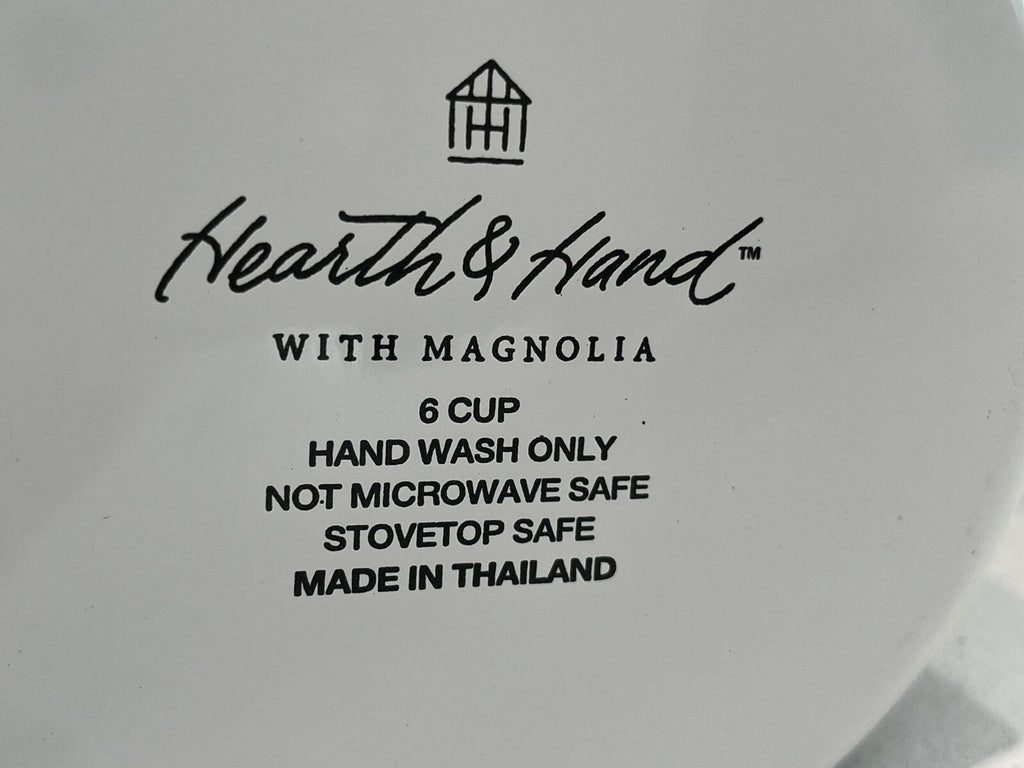 Hearth & Hand™
WITH MAGNOLIA
6 CUP
HAND WASH ONLY
NOT MICROWAVE SAFE
STOVETOP SAFE
MADE IN THAILAND